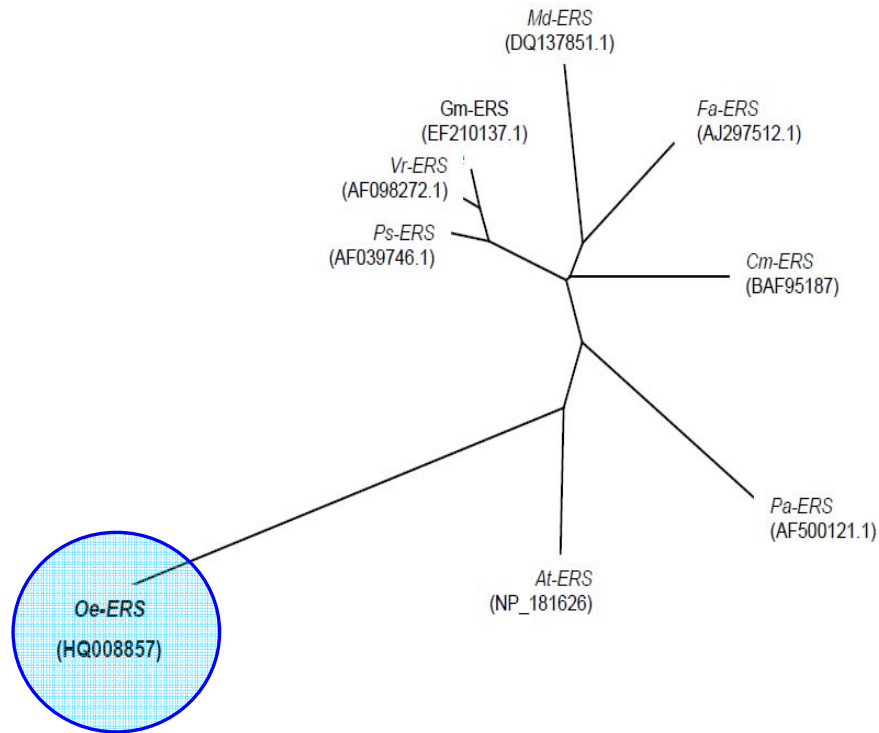 Md-ERS
(DQ137851.1)
Gm-ERS
(EF210137.1)
Fa-ERS
(AJ297512.1)
Vr-ERS
(AF098272.1)
Ps-ERS
(AF039746.1)
Cm-ERS
(BAF95187)
Pa-ERS
(AF500121.1)
At-ERS
(NP_181626)
Oe-ERS
(HQ008857)